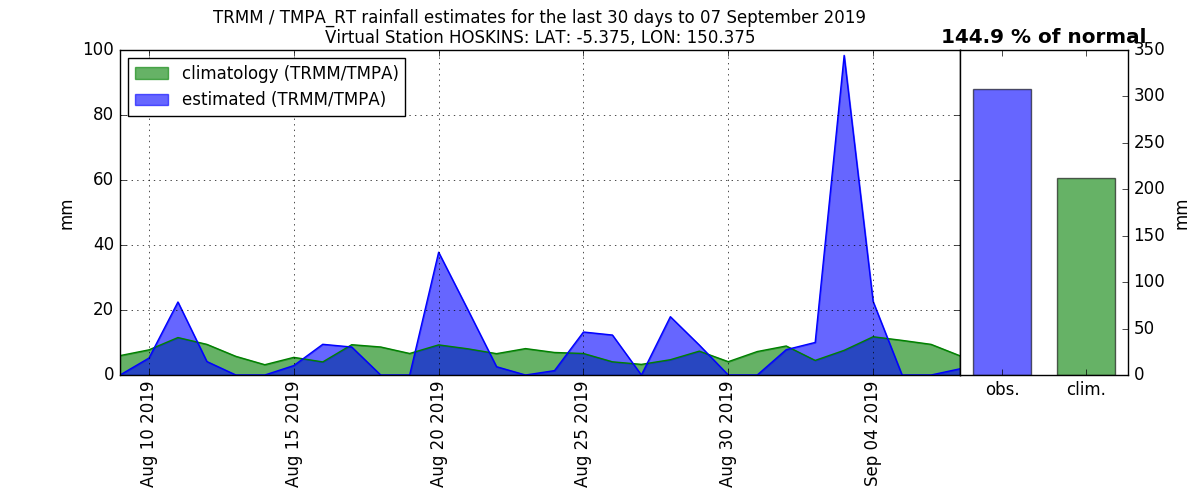 TRMM / TMPA_RT rainfall estimates for the last 30 days to 07 September 2019
Virtual Station HOSKINS: LAT: -5.375, LON: 150.375
144.9 % of normal
climatology (TRMM/TMPA)
estimated (TRMM/TMPA)
mm
100
80
60
40
20
0
Aug 10 2019
Aug 15 2019
Aug 20 2019
Aug 25 2019
Aug 30 2019
Sep 04 2019
350
300
250
200
150
100
50
0
mm
obs.
clim.